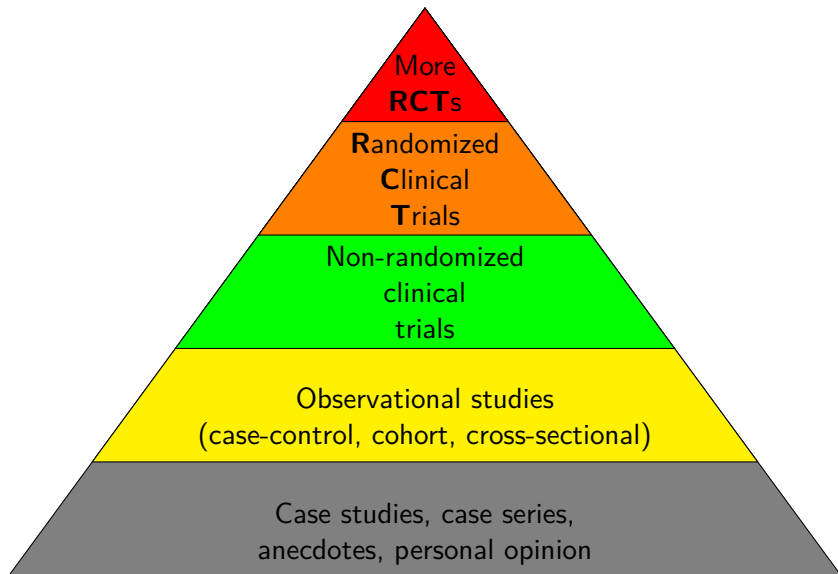 More
RCTs
Randomized
Clinical
Trials
Non-randomized
clinical
trials
Observational studies
(case-control, cohort, cross-sectional)
Case studies, case series,
anecdotes, personal opinion